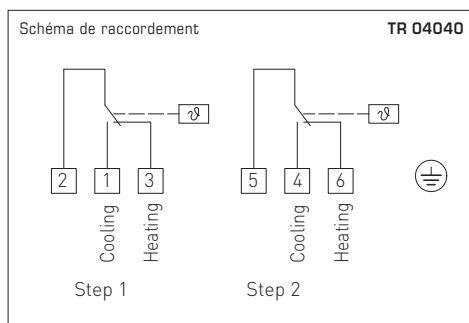 Schéma de raccordement TR 04040
ϑ ϑ
2 1 3 5 4 6
Cooling Heating Cooling Heating
Step 1 Step 2